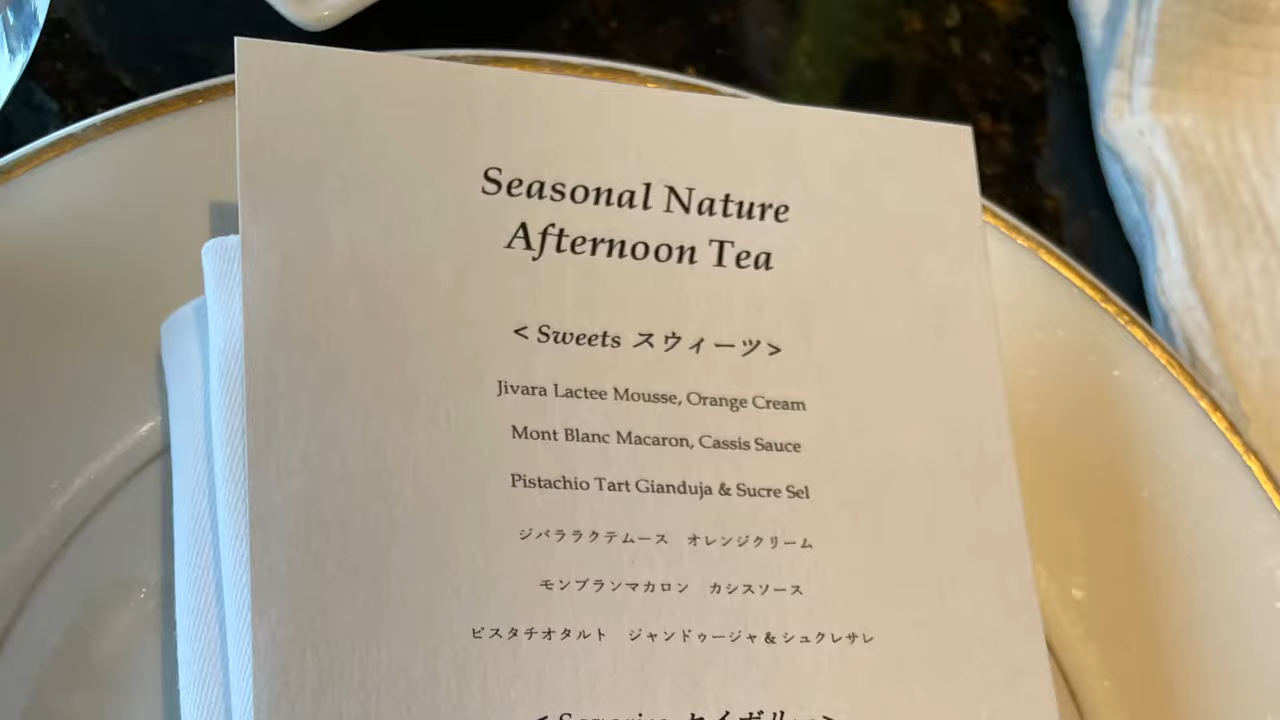 Seasonal Nature
Afternoon Tea
< Sweets スウィーツ>
Jivara Lactee Mousse, Orange Cream
Mont Blanc Macaron, Cassis Sauce
Pistachio Tart Gianduja & Sucre Sel
ジバララクテムース　オレンジクリーム
モンブランマカロン　カシスソース
ピスタチオタルト　ジャンドゥージャ&シュクレサレ